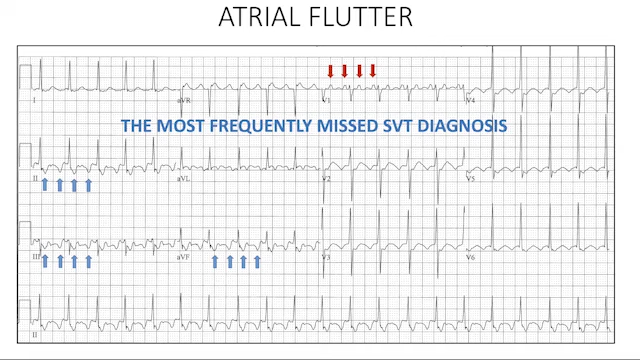 ATRIAL FLUTTER
I
aVR
V1
V4
THE MOST FREQUENTLY MISSED SVT DIAGNOSIS
II
aVL
V2
V5
III
aVF
V3
V6
II